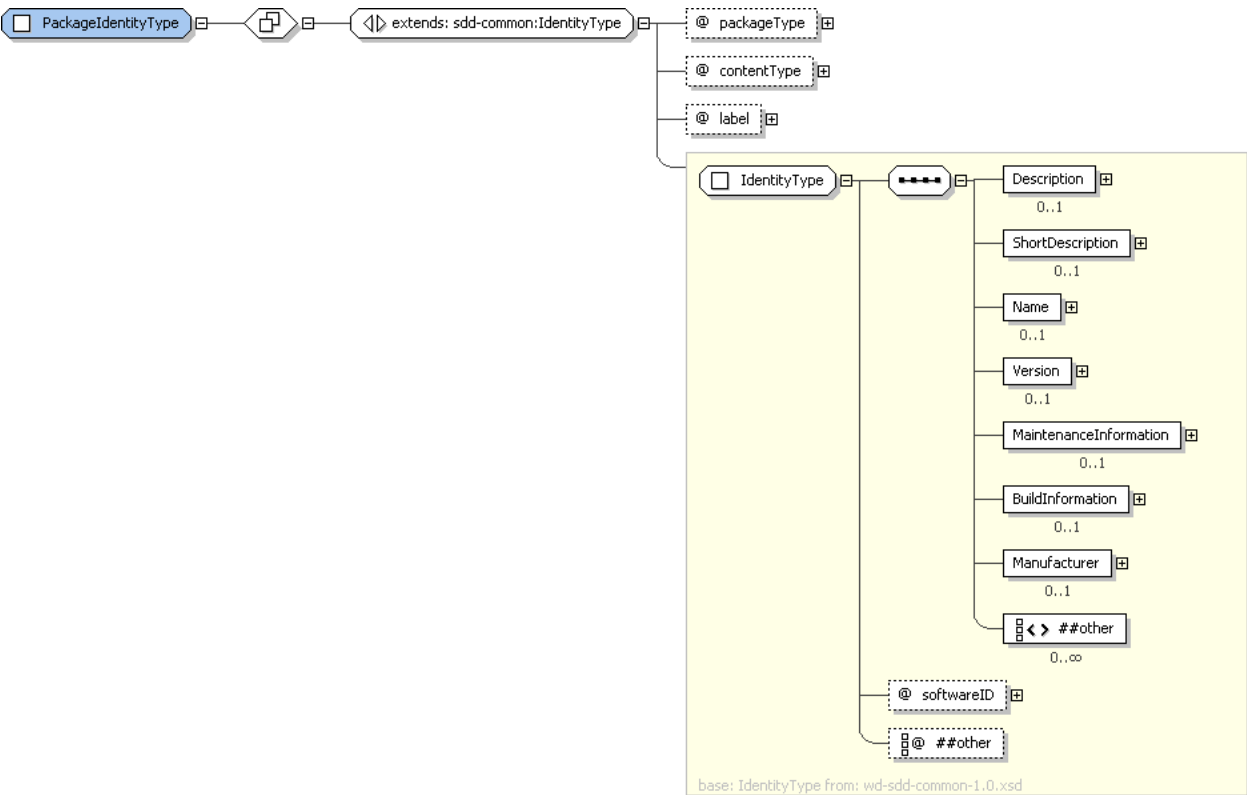 PackageIdentityType
extends: sdd-common:IdentityType
@ packageType
@ contentType
@ label
IdentityType
Description
0..1
ShortDescription
0..1
Name
0..1
Version
0..1
MaintenanceInformation
0..1
BuildInformation
0..1
Manufacturer
0..1
<> ##other
0..∞
@ softwareID
@ ##other
base: IdentityType from: wd-sdd-common-1.0.xsd